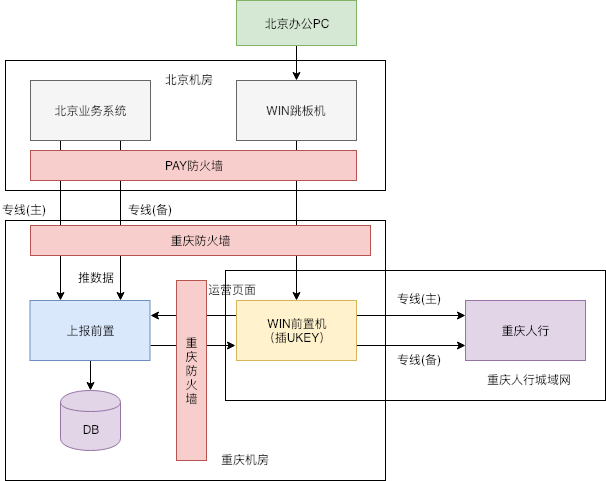 北京办公PC
北京机房
北京业务系统
WIN跳板机
PAY防火墙
专线(主)
专线(备)
重庆防火墙
推数据
运营页面
专线(主)
上报前置
重庆防火墙
WIN前置机
（插UKEY）
重庆人行
专线(备)
重庆人行城域网
DB
重庆机房